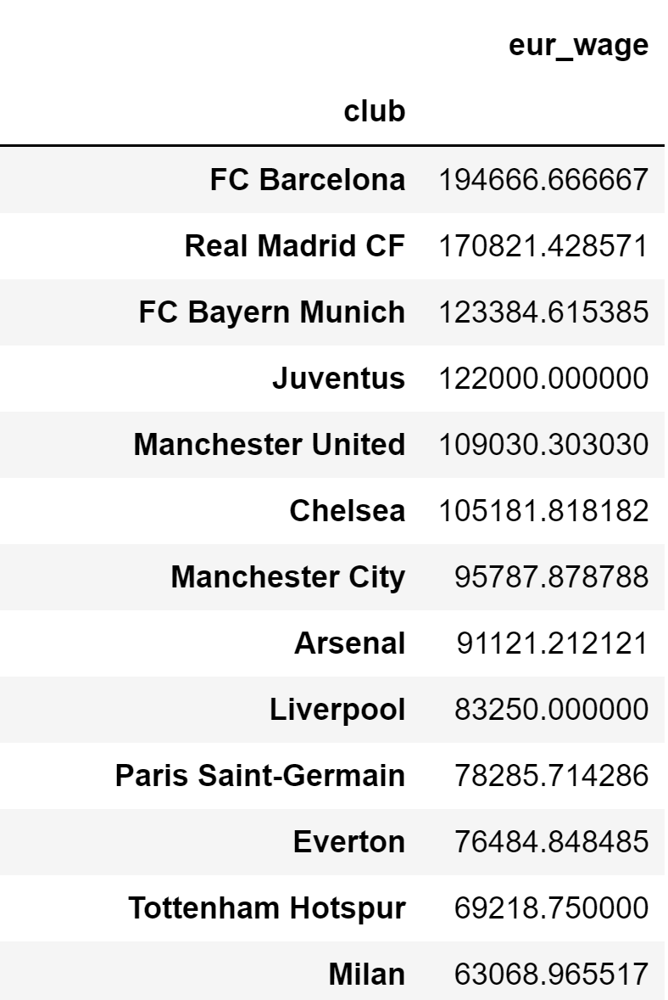 eur_wage
club
FC Barcelona 194666.666667
Real Madrid CF 170821.428571
FC Bayern Munich 123384.615385
Juventus 122000.000000
Manchester United 109030.303030
Chelsea 105181.818182
Manchester City 95787.878788
Arsenal 91121.212121
Liverpool 83250.000000
Paris Saint-Germain 78285.714286
Everton 76484.848485
Tottenham Hotspur 69218.750000
Milan 63068.965517